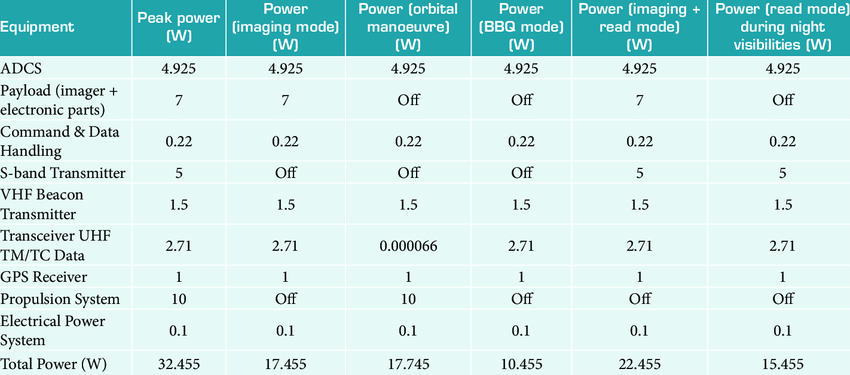 Equipment Peak power (W) Power (imaging mode) (W) Power (orbital manoeuvre) (W) Power (BBQ mode) (W) Power (imaging + read mode) (W) Power (read mode) during night visibilities (W)
ADCS 4.925 4.925 4.925 4.925 4.925 4.925
Payload (imager + electronic parts) 7 7 Off Off 7 Off
Command & Data Handling 0.22 0.22 0.22 0.22 0.22 0.22
S-band Transmitter 5 Off Off Off 5 5
VHF Beacon Transmitter 1.5 1.5 1.5 1.5 1.5 1.5
Transceiver UHF TM/TC Data 2.71 2.71 0.000066 2.71 2.71 2.71
GPS Receiver 1 1 1 1 1 1
Propulsion System 10 Off 10 Off Off Off
Electrical Power System 0.1 0.1 0.1 0.1 0.1 0.1
Total Power (W) 32.455 17.455 17.745 10.455 22.455 15.455